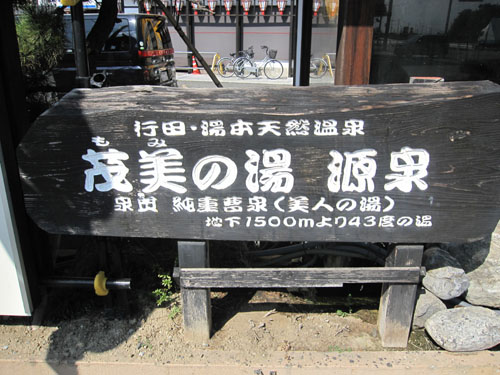 行田・湯本天然温泉
もみ
茂美の湯 源泉
泉質 純重曹泉(美人の湯)
地下1500mより43度の湯